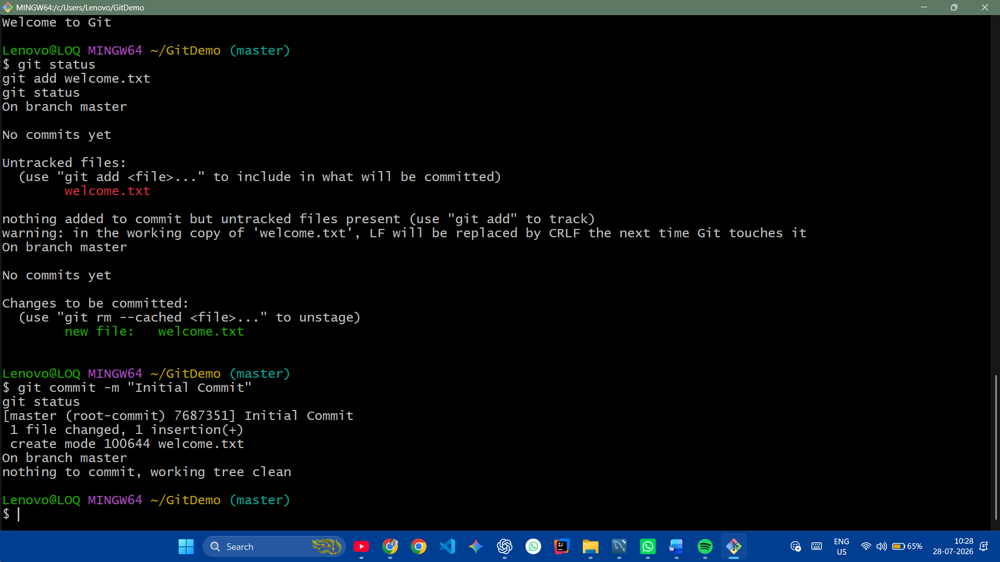 MINGW64:/c/Users/Lenovo/GitDemo
Welcome to Git
Lenovo@LOQ MINGW64 ~/GitDemo (master)
$ git status
git add welcome.txt
git status
On branch master
No commits yet
Untracked files:
  (use "git add <file>..." to include in what will be committed)
        welcome.txt
nothing added to commit but untracked files present (use "git add" to track)
warning: in the working copy of 'welcome.txt', LF will be replaced by CRLF the next time Git touches it
On branch master
No commits yet
Changes to be committed:
  (use "git rm --cached <file>..." to unstage)
        new file:   welcome.txt
Lenovo@LOQ MINGW64 ~/GitDemo (master)
$ git commit -m "Initial Commit"
git status
[master (root-commit) 7687351] Initial Commit
 1 file changed, 1 insertion(+)
 create mode 100644 welcome.txt
On branch master
nothing to commit, working tree clean
Lenovo@LOQ MINGW64 ~/GitDemo (master)
$
Search
IJ
W
ENG
US
65%
10:28
28-07-2026